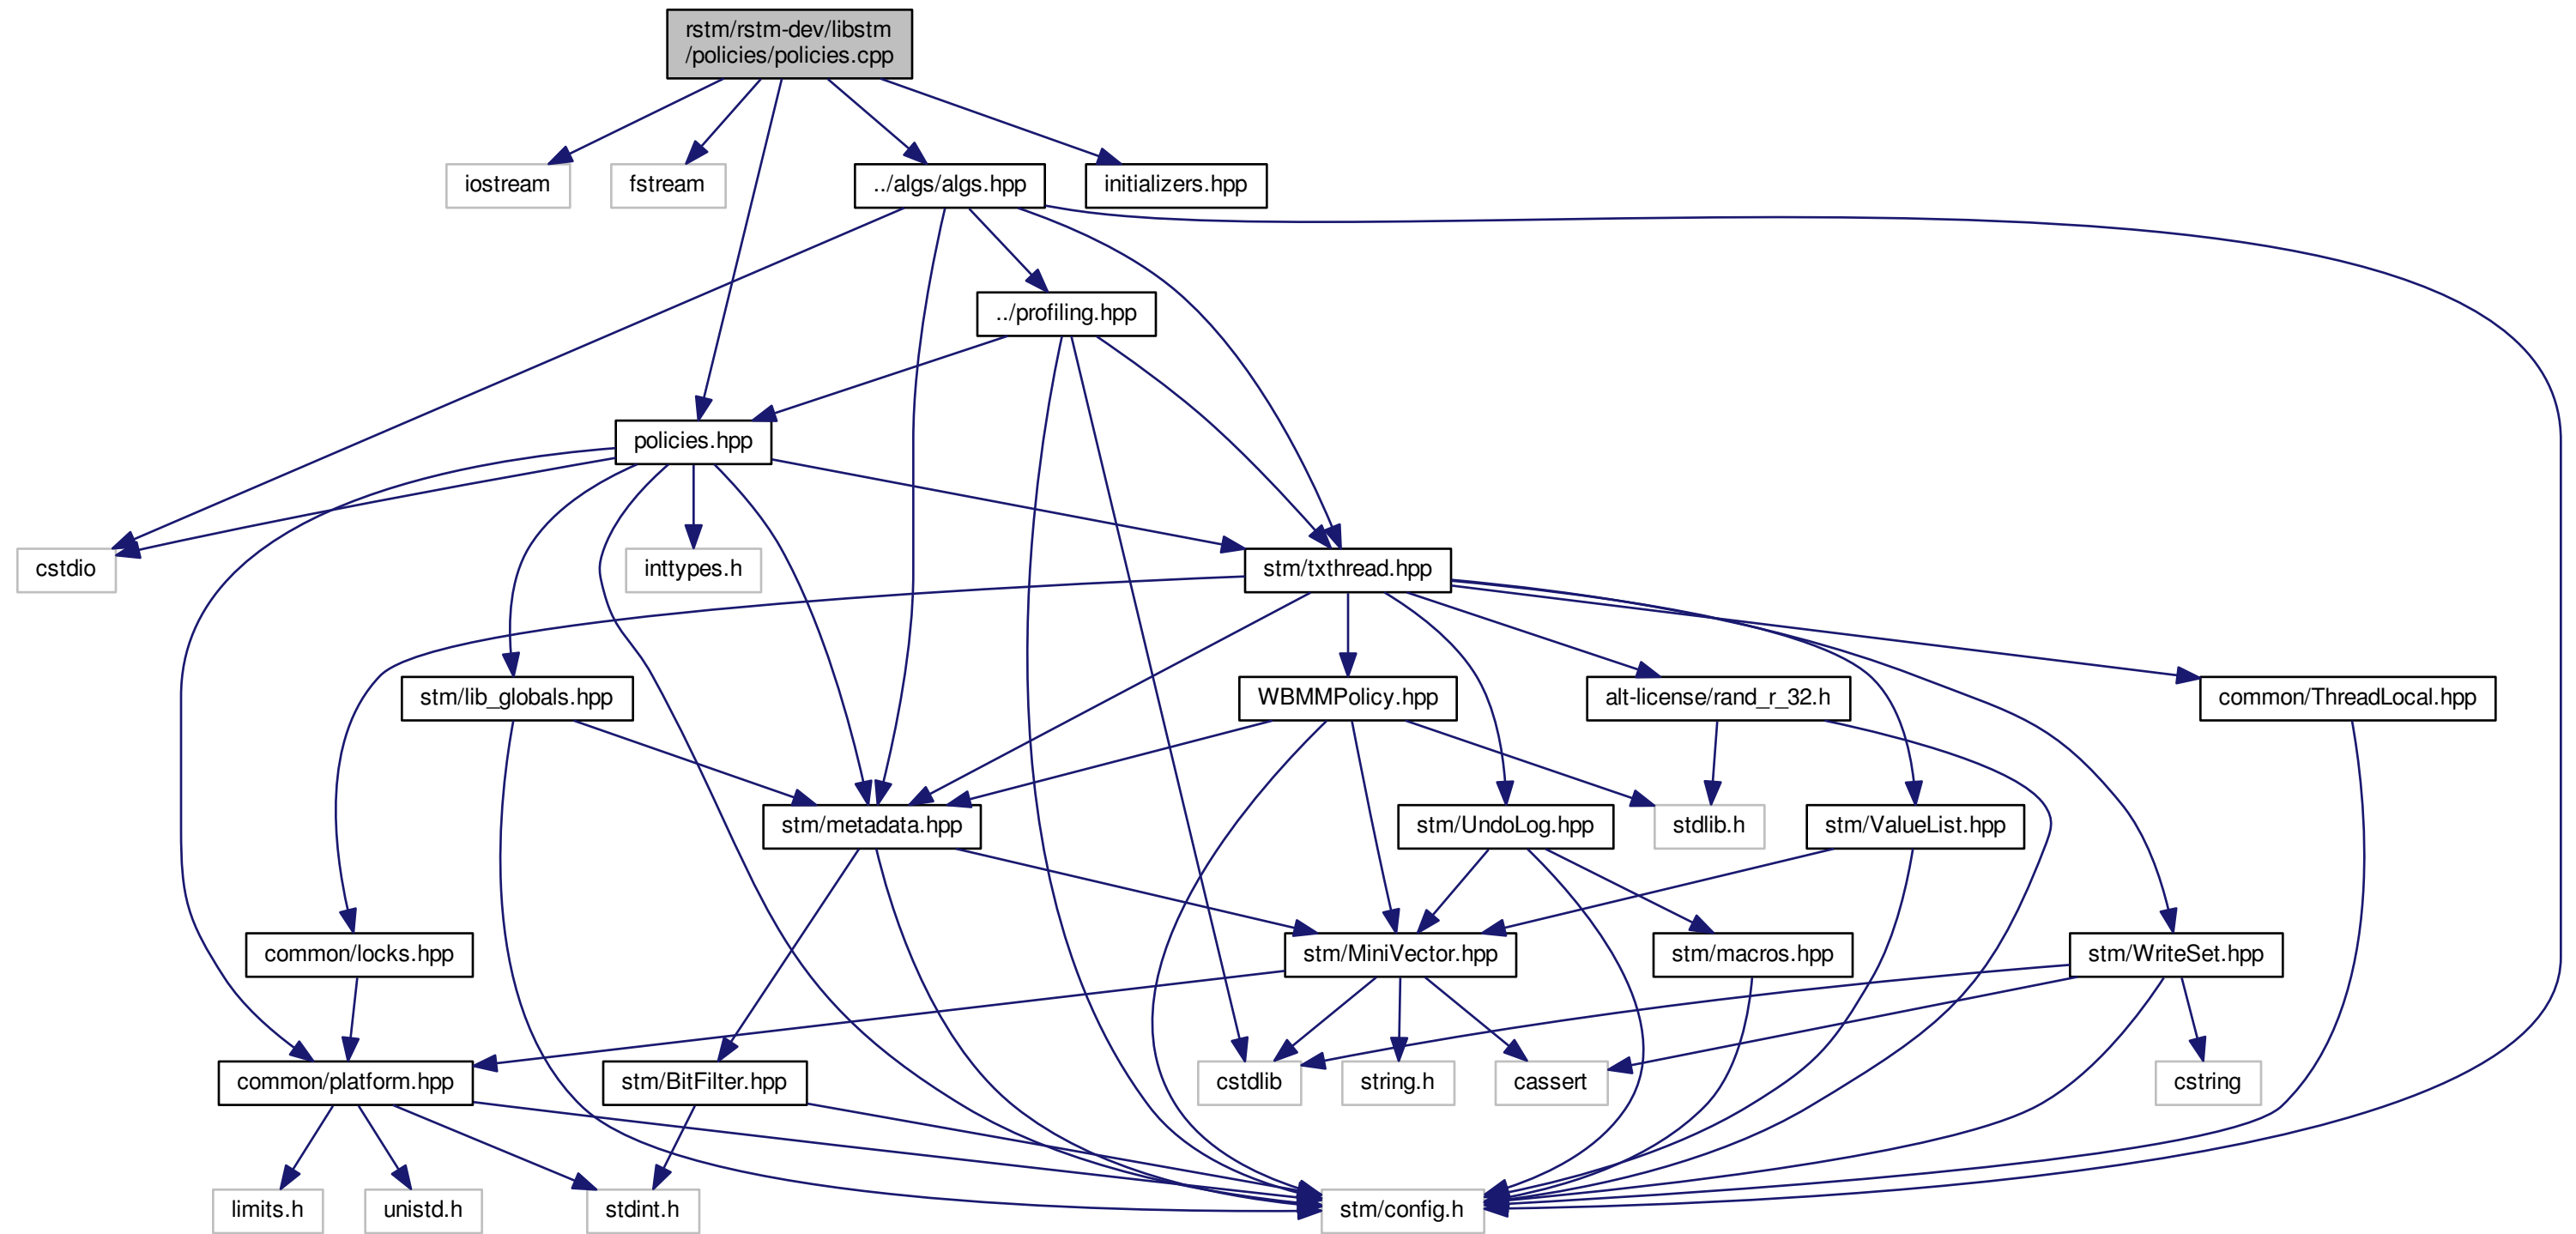 rstm/rstm-dev/libstm
/policies/policies.cpp
iostream
fstream
../algs/algs.hpp
initializers.hpp
../profiling.hpp
policies.hpp
cstdio
inttypes.h
stm/txthread.hpp
stm/lib_globals.hpp
WBMMPolicy.hpp
alt-license/rand_r_32.h
common/ThreadLocal.hpp
stm/metadata.hpp
stm/UndoLog.hpp
stdlib.h
stm/ValueList.hpp
common/locks.hpp
stm/MiniVector.hpp
stm/macros.hpp
stm/WriteSet.hpp
common/platform.hpp
stm/BitFilter.hpp
cstdlib
string.h
cassert
cstring
limits.h
unistd.h
stdint.h
stm/config.h